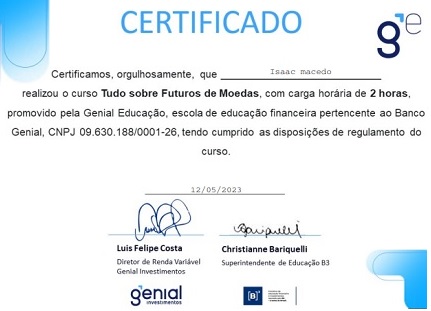 CERTIFICADO
ge
Certificamos, orgulhosamente, que Isaac macedo
realizou o curso Tudo sobre Futuros de Moedas, com carga horária de 2 horas,
promovido pela Genial Educação, escola de educação financeira pertencente ao Banco
Genial, CNPJ 09.630.188/0001-26, tendo cumprido as disposições de regulamento do
curso.
12/05/2023
Bariquelli
Luis Felipe Costa
Diretor de Renda Variável
Genial Investimentos
Christianne Bariquelli
Superintendente de Educação B3
genial
investimentos
[B]³